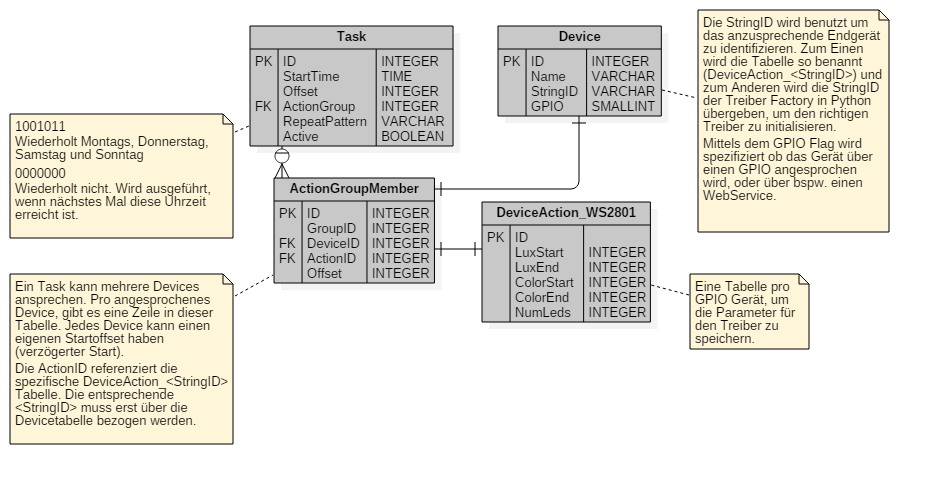 Task
PK ID INTEGER
StartTime TIME
Offset INTEGER
FK ActionGroup INTEGER
RepeatPattern VARCHAR
Active BOOLEAN
Device
PK ID INTEGER
Name VARCHAR
StringID VARCHAR
GPIO SMALLINT
Die StringID wird benutzt um
das anzusprechende Endgerät
zu identifizieren. Zum Einen
wird die Tabelle so benannt
(DeviceAction_<StringID>) und
zum Anderen wird die StringID
der Treiber Factory in Python
übergeben, um den richtigen
Treiber zu initialisieren.
Mittels dem GPIO Flag wird
spezifiziert ob das Gerät über
einen GPIO angesprochen
wird, oder über bspw. einen
WebService.
1001011
Wiederholt Montags, Donnerstag,
Samstag und Sonntag
0000000
Wiederholt nicht. Wird ausgeführt,
wenn nächstes Mal diese Uhrzeit
erreicht ist.
ActionGroupMember
PK ID INTEGER
GroupID INTEGER
FK DeviceID INTEGER
FK ActionID INTEGER
Offset INTEGER
DeviceAction_WS2801
PK ID
LuxStart INTEGER
LuxEnd INTEGER
ColorStart INTEGER
ColorEnd INTEGER
NumLeds INTEGER
Ein Task kann mehrere Devices
ansprechen. Pro angesprochenes
Device, gibt es eine Zeile in dieser
Tabelle. Jedes Device kann einen
eigenen Startoffset haben
(verzögerter Start).
Die ActionID referenziert die
spezifische DeviceAction_<StringID>
Tabelle. Die entsprechende
<StringID> muss erst über die
Devicetabelle bezogen werden.
Eine Tabelle pro
GPIO Gerät, um
die Parameter für
den Treiber zu
speichern.